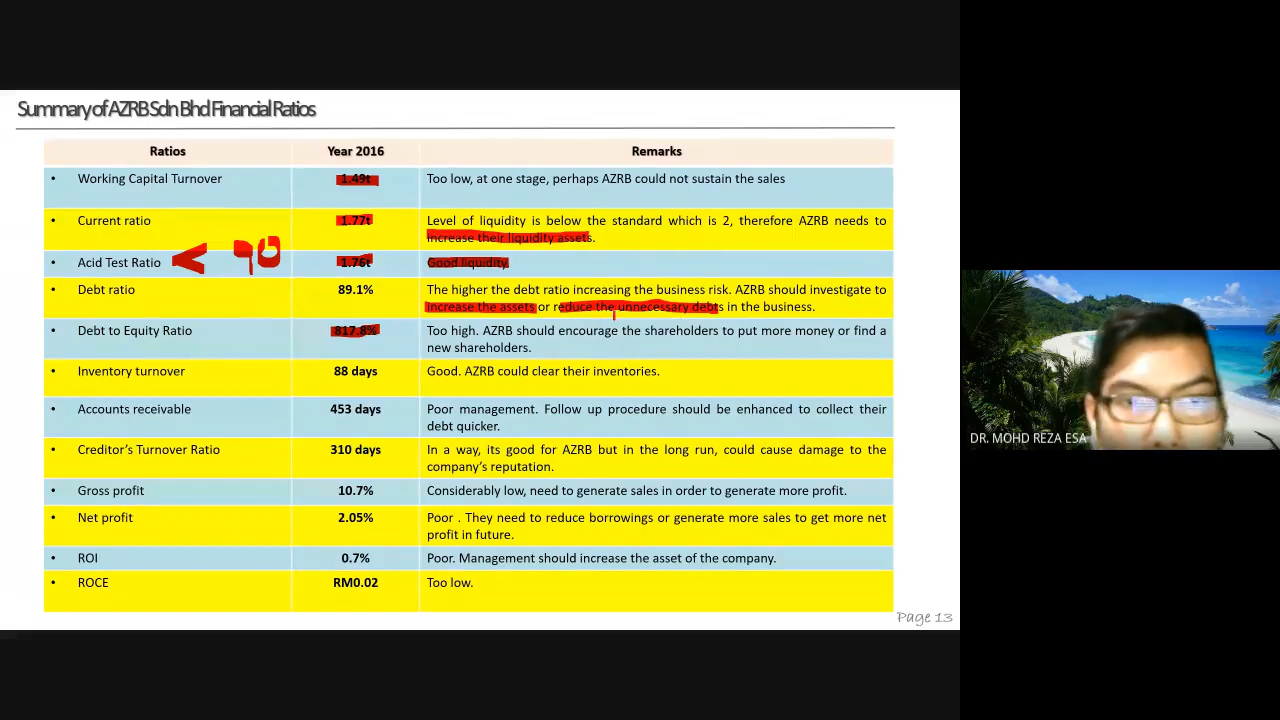 Summary of AZRB Sdn Bhd Financial Ratios
Ratios Year 2016 Remarks
• Working Capital Turnover 1.49t Too low, at one stage, perhaps AZRB could not sustain the sales
• Current ratio 1.77t Level of liquidity is below the standard which is 2, therefore AZRB needs to
increase their liquidity assets.
• Acid Test Ratio 1.76t Good liquidity
• Debt ratio 89.1% The higher the debt ratio increasing the business risk. AZRB should investigate to
increase the assets or reduce the unnecessary debts in the business.
• Debt to Equity Ratio 817.8% Too high. AZRB should encourage the shareholders to put more money or find a
new shareholders.
• Inventory turnover 88 days Good. AZRB could clear their inventories.
• Accounts receivable 453 days Poor management. Follow up procedure should be enhanced to collect their
debt quicker.
• Creditor’s Turnover Ratio 310 days In a way, its good for AZRB but in the long run, could cause damage to the
company’s reputation.
• Gross profit 10.7% Considerably low, need to generate sales in order to generate more profit.
• Net profit 2.05% Poor . They need to reduce borrowings or generate more sales to get more net
profit in future.
• ROI 0.7% Poor. Management should increase the asset of the company.
• ROCE RM0.02 Too low.
Page 13
DR. MOHD REZA ESA